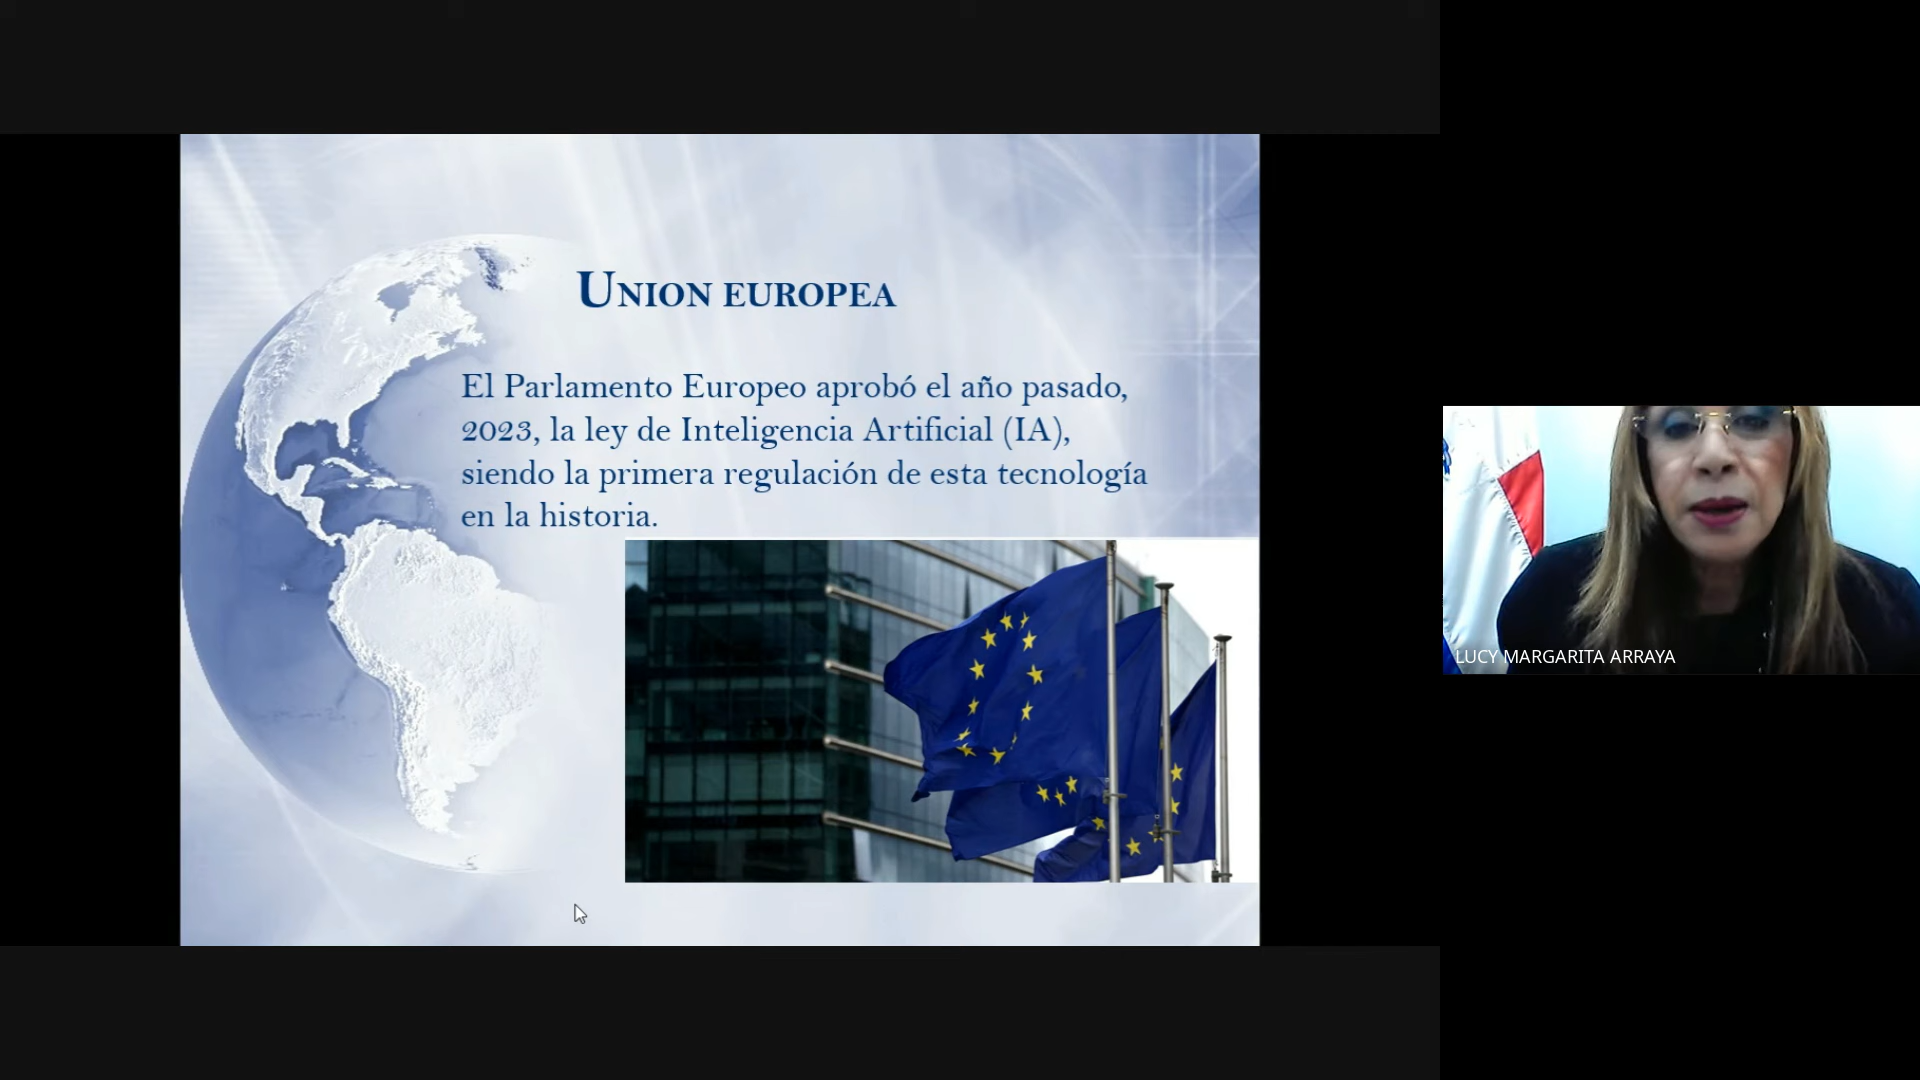 UNION EUROPEA
El Parlamento Europeo aprobó el año pasado,
2023, la ley de Inteligencia Artificial (IA),
siendo la primera regulación de esta tecnología
en la historia.
LUCY MARGARITA ARRAYA